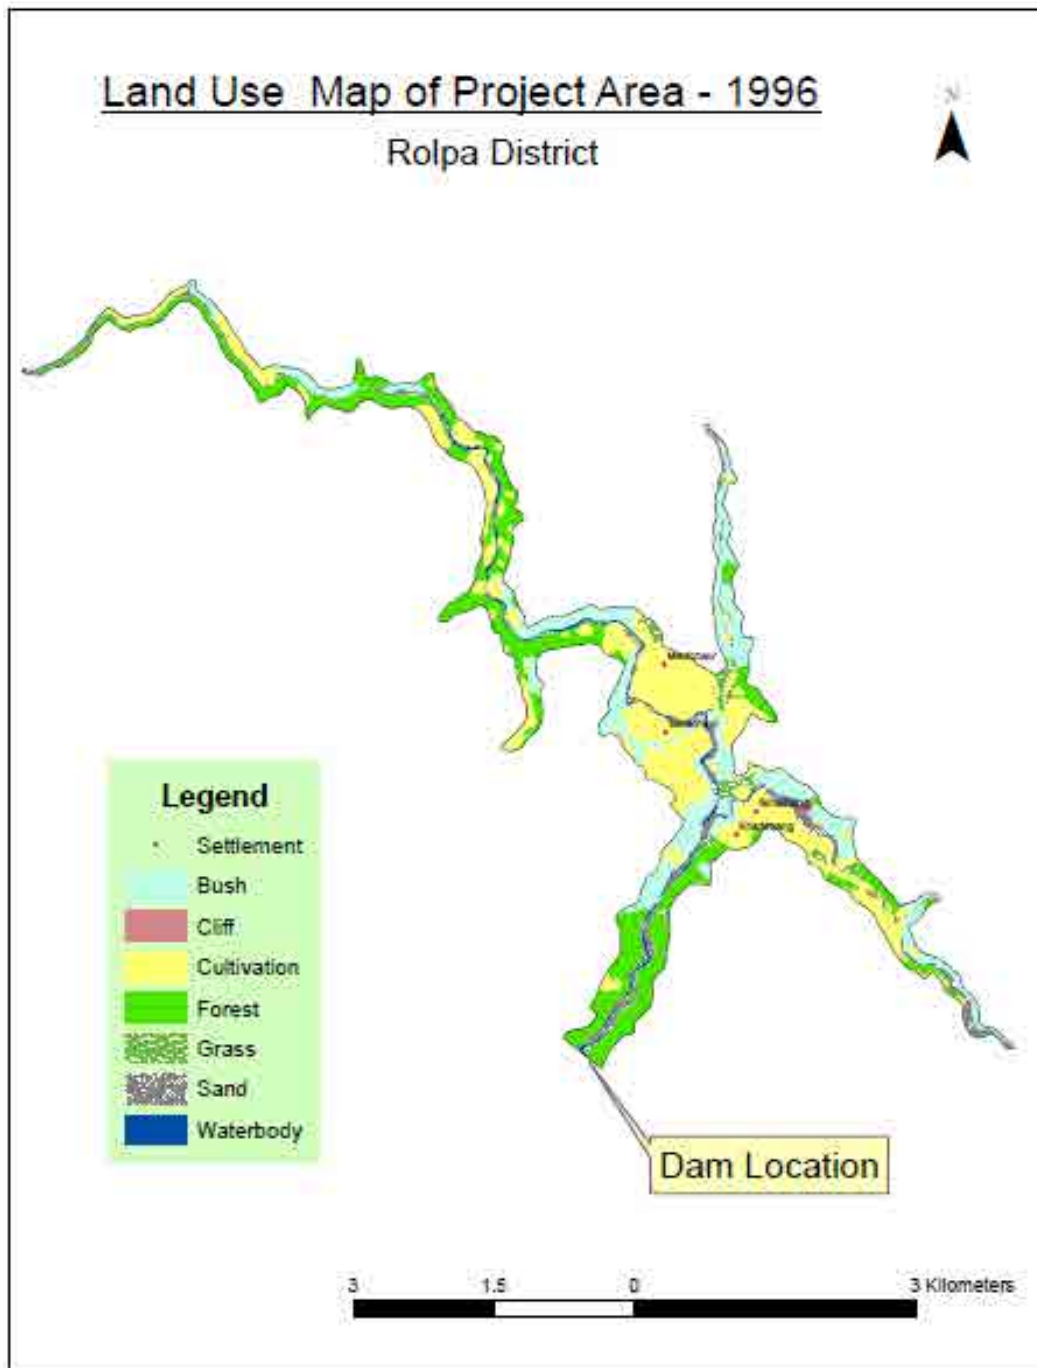 Land Use Map of Project Area - 1996
Rolpa District
N
Legend
Settlement
Bush
Cliff
Cultivation
Forest
Grass
Sand
Waterbody
Dam Location
3 1.5 0 3 Kilometers